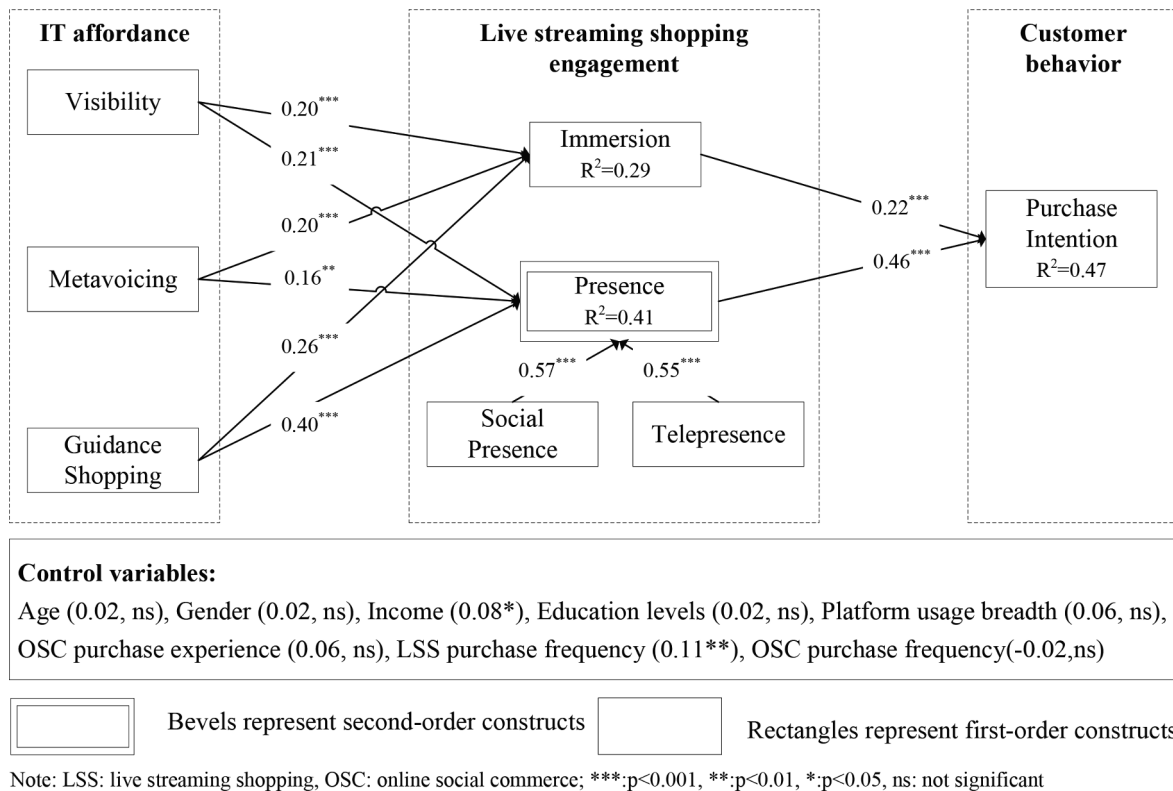 IT affordance
Live streaming shopping
engagement
Customer
behavior
Visibility
Metavoicing
Guidance
Shopping
0.20***
0.21***
0.20***
0.16**
0.26***
0.40***
Immersion
R²=0.29
Presence
R²=0.41
0.57***
0.55***
Social
Presence
Telepresence
0.22***
0.46***
Purchase
Intention
R²=0.47
Control variables:
Age (0.02, ns), Gender (0.02, ns), Income (0.08*), Education levels (0.02, ns), Platform usage breadth (0.06, ns),
OSC purchase experience (0.06, ns), LSS purchase frequency (0.11**), OSC purchase frequency(-0.02,ns)
Bevels represent second-order constructs
Rectangles represent first-order constructs
Note: LSS: live streaming shopping, OSC: online social commerce; ***:p<0.001, **:p<0.01, *:p<0.05, ns: not significant